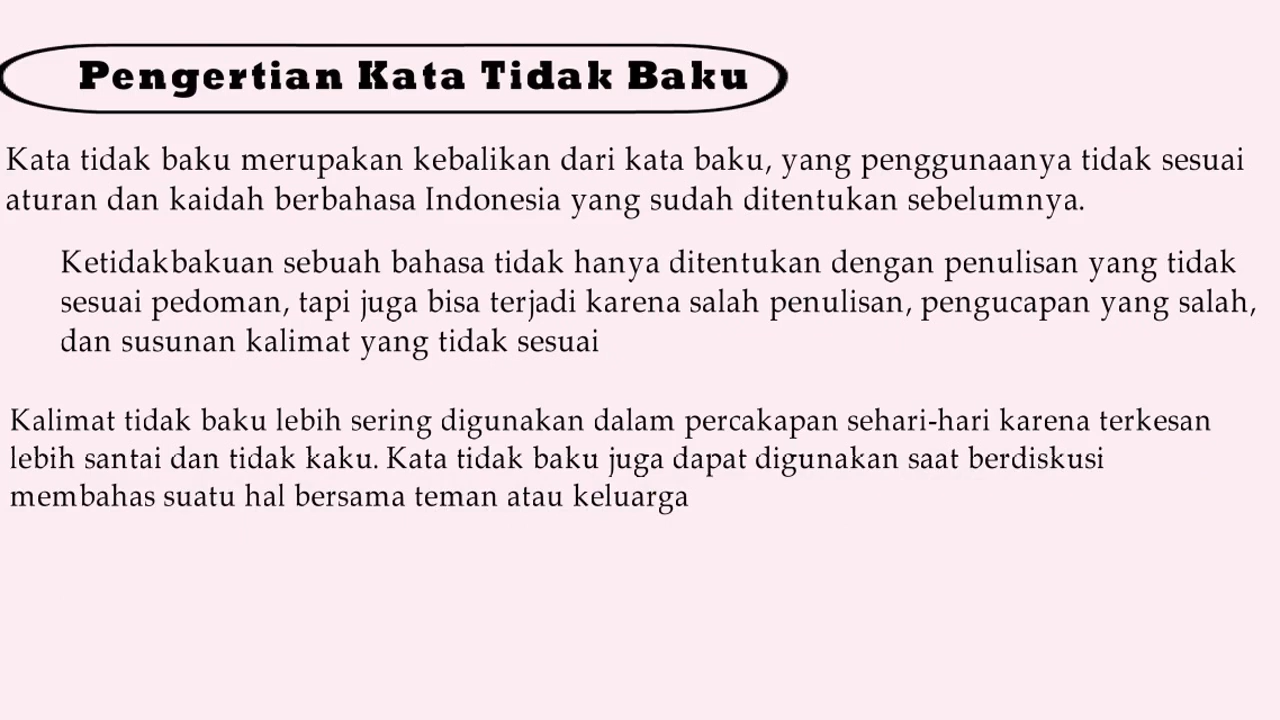 Pengertian Kata Tidak Baku
Kata tidak baku merupakan kebalikan dari kata baku, yang penggunaanya tidak sesuai
aturan dan kaidah berbahasa Indonesia yang sudah ditentukan sebelumnya.
Ketidakbakuan sebuah bahasa tidak hanya ditentukan dengan penulisan yang tidak
sesuai pedoman, tapi juga bisa terjadi karena salah penulisan, pengucapan yang salah,
dan susunan kalimat yang tidak sesuai
Kalimat tidak baku lebih sering digunakan dalam percakapan sehari-hari karena terkesan
lebih santai dan tidak kaku. Kata tidak baku juga dapat digunakan saat berdiskusi
membahas suatu hal bersama teman atau keluarga